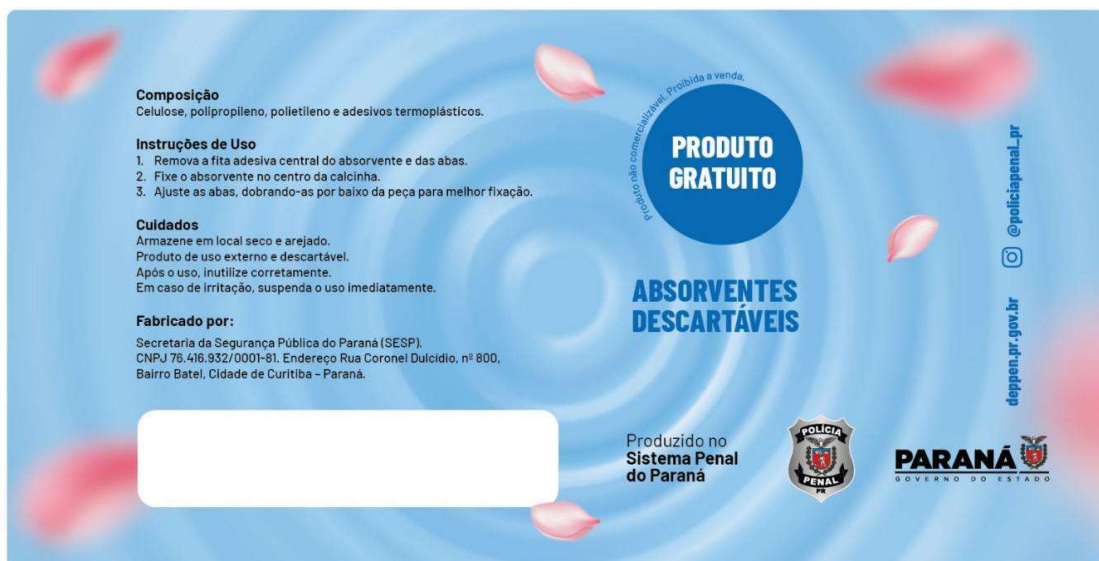 Composição
Celulose, polipropileno, polietileno e adesivos termoplásticos.
Instruções de Uso
1. Remova a fita adesiva central do absorvente e das abas.
2. Fixe o absorvente no centro da calcinha.
3. Ajuste as abas, dobrando-as por baixo da peça para melhor fixação.
Cuidados
Armazene em local seco e arejado.
Produto de uso externo e descartável.
Após o uso, inutilize corretamente.
Em caso de irritação, suspenda o uso imediatamente.
Fabricado por:
Secretaria da Segurança Pública do Paraná (SESP).
CNPJ 76.416.932/0001-81. Endereço Rua Coronel Dulcídio, nº 800,
Bairro Batel, Cidade de Curitiba – Paraná.
Produto não comercializável. Proibida a venda.
PRODUTO
GRATUITO
ABSORVENTES
DESCARTÁVEIS
Produzido no
Sistema Penal
do Paraná
POLÍCIA
PENAL
PR
PARANÁ
GOVERNO DO ESTADO
deppen.pr.gov.br
@policiapenal_pr